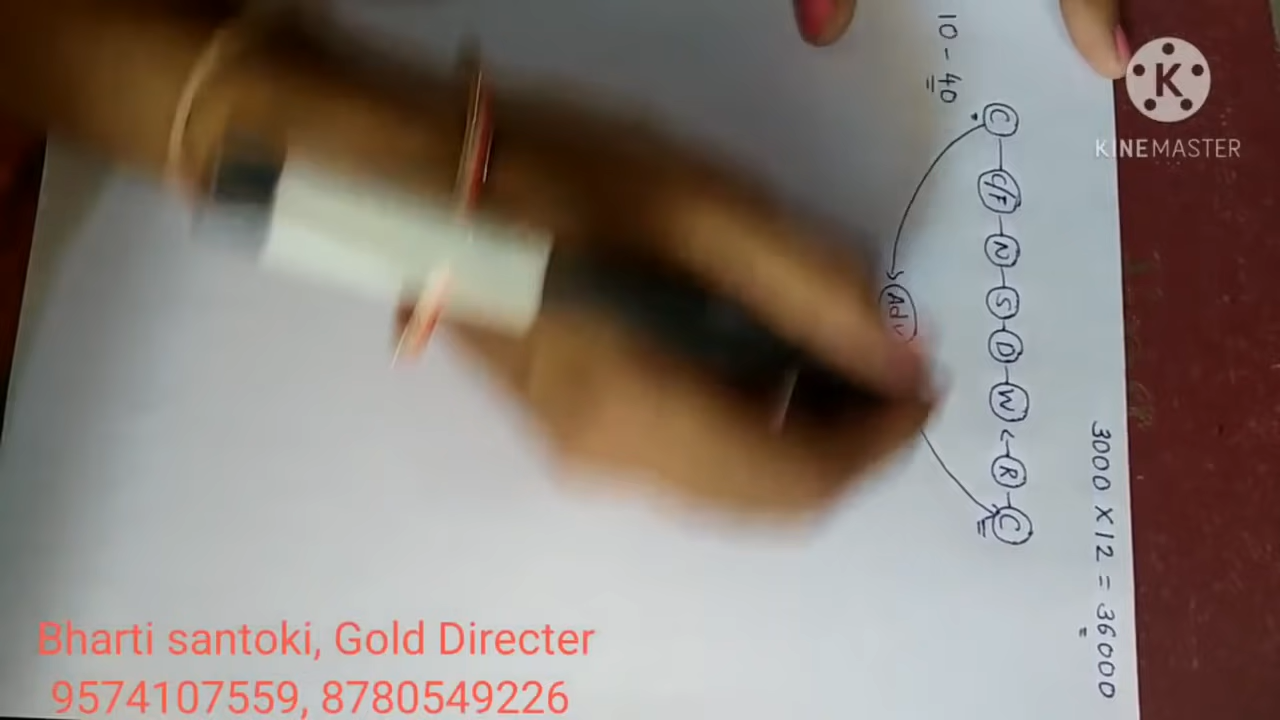 3000 X 12 = 36000
C C/F N S D W R C
10 - 40
Adv
KINEMASTER
Bharti santoki, Gold Directer
9574107559, 8780549226